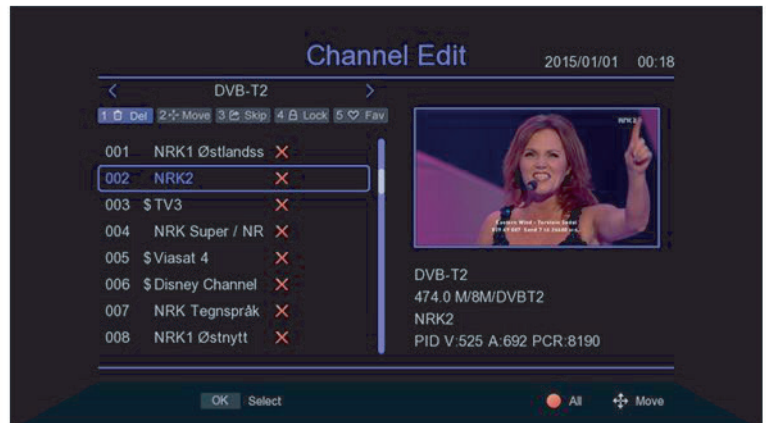 Channel Edit
2015/01/01 00:18
DVB-T2
1 Del 2 Move 3 Skip 4 Lock 5 Fav
001 NRK1 Østlandss
002 NRK2
003 $ TV3
004 NRK Super / NR
005 $ Viasat 4
006 $ Disney Channel
007 NRK Tegnspråk
008 NRK1 Østnytt
NRK2
DVB-T2
474.0 M/8M/DVBT2
NRK2
PID V:525 A:692 PCR:8190
OK Select
All Move